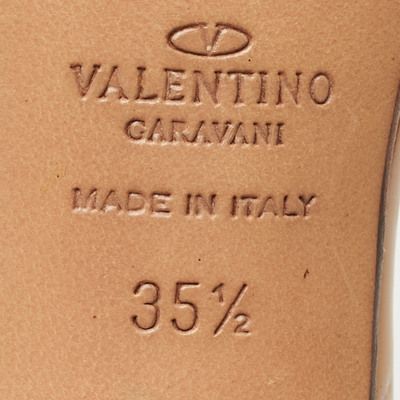 V
VALENTINO
GARAVANI
MADE IN ITALY
35½